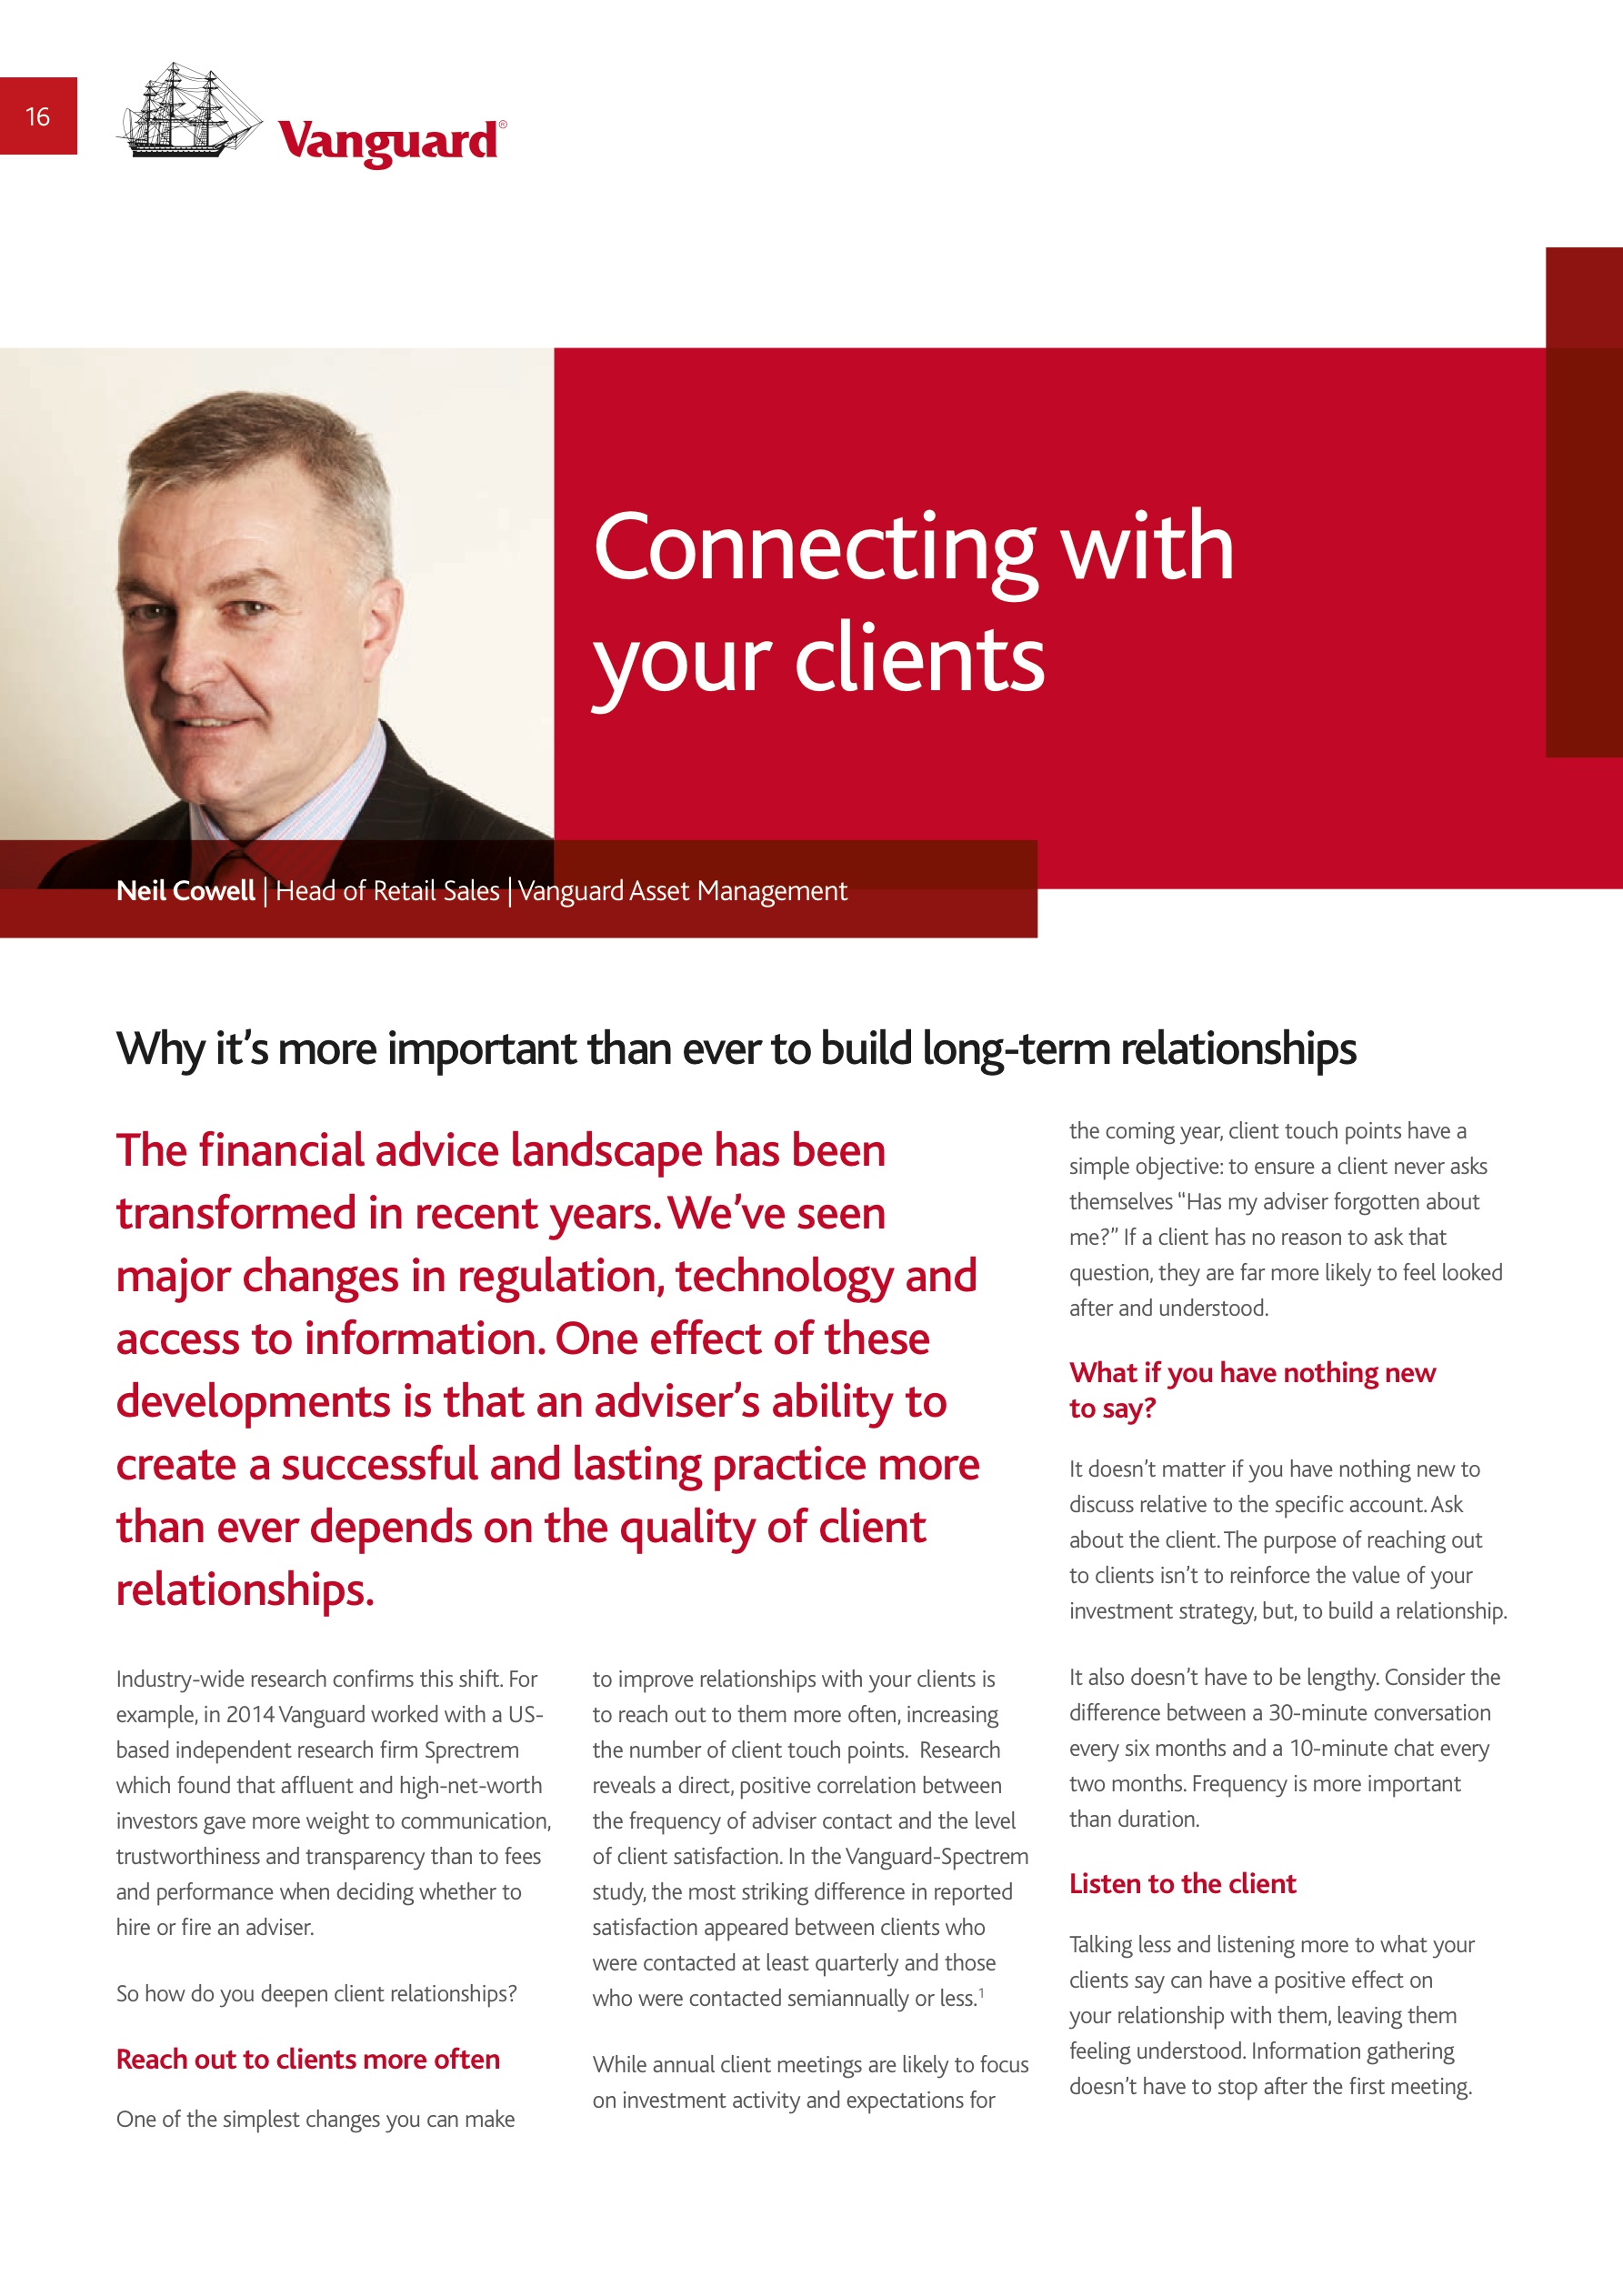 16
Vanguard®
Connecting with
your clients
Neil Cowell | Head of Retail Sales | Vanguard Asset Management
Why it’s more important than ever to build long-term relationships
The financial advice landscape has been
transformed in recent years. We’ve seen
major changes in regulation, technology and
access to information. One effect of these
developments is that an adviser’s ability to
create a successful and lasting practice more
than ever depends on the quality of client
relationships.
Industry-wide research confirms this shift. For
example, in 2014 Vanguard worked with a US-
based independent research firm Sprectrem
which found that affluent and high-net-worth
investors gave more weight to communication,
trustworthiness and transparency than to fees
and performance when deciding whether to
hire or fire an adviser.
So how do you deepen client relationships?
Reach out to clients more often
One of the simplest changes you can make
to improve relationships with your clients is
to reach out to them more often, increasing
the number of client touch points.  Research
reveals a direct, positive correlation between
the frequency of adviser contact and the level
of client satisfaction. In the Vanguard-Spectrem
study, the most striking difference in reported
satisfaction appeared between clients who
were contacted at least quarterly and those
who were contacted semiannually or less.¹
While annual client meetings are likely to focus
on investment activity and expectations for
the coming year, client touch points have a
simple objective: to ensure a client never asks
themselves “Has my adviser forgotten about
me?” If a client has no reason to ask that
question, they are far more likely to feel looked
after and understood.
What if you have nothing new
to say?
It doesn’t matter if you have nothing new to
discuss relative to the specific account. Ask
about the client. The purpose of reaching out
to clients isn’t to reinforce the value of your
investment strategy, but, to build a relationship.
It also doesn’t have to be lengthy. Consider the
difference between a 30-minute conversation
every six months and a 10-minute chat every
two months. Frequency is more important
than duration.
Listen to the client
Talking less and listening more to what your
clients say can have a positive effect on
your relationship with them, leaving them
feeling understood. Information gathering
doesn’t have to stop after the first meeting.